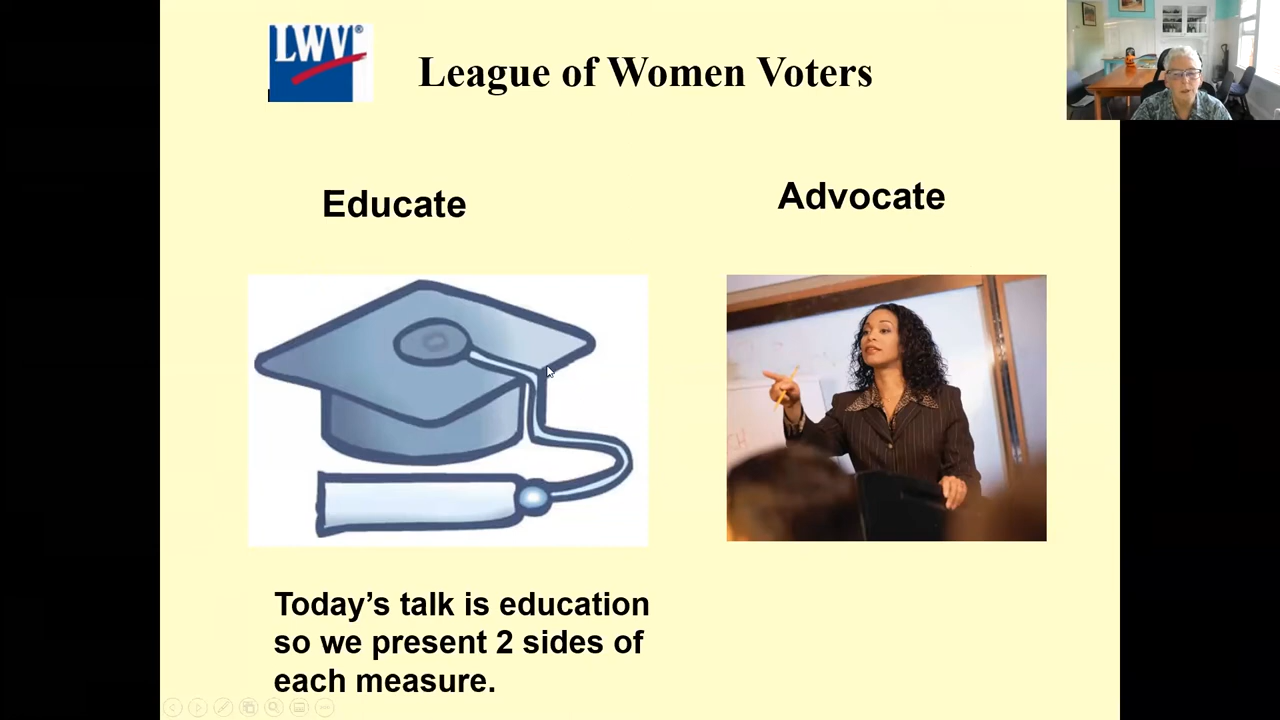 LWV®
League of Women Voters
Educate
Advocate
CH
Today's talk is education
so we present 2 sides of
each measure.